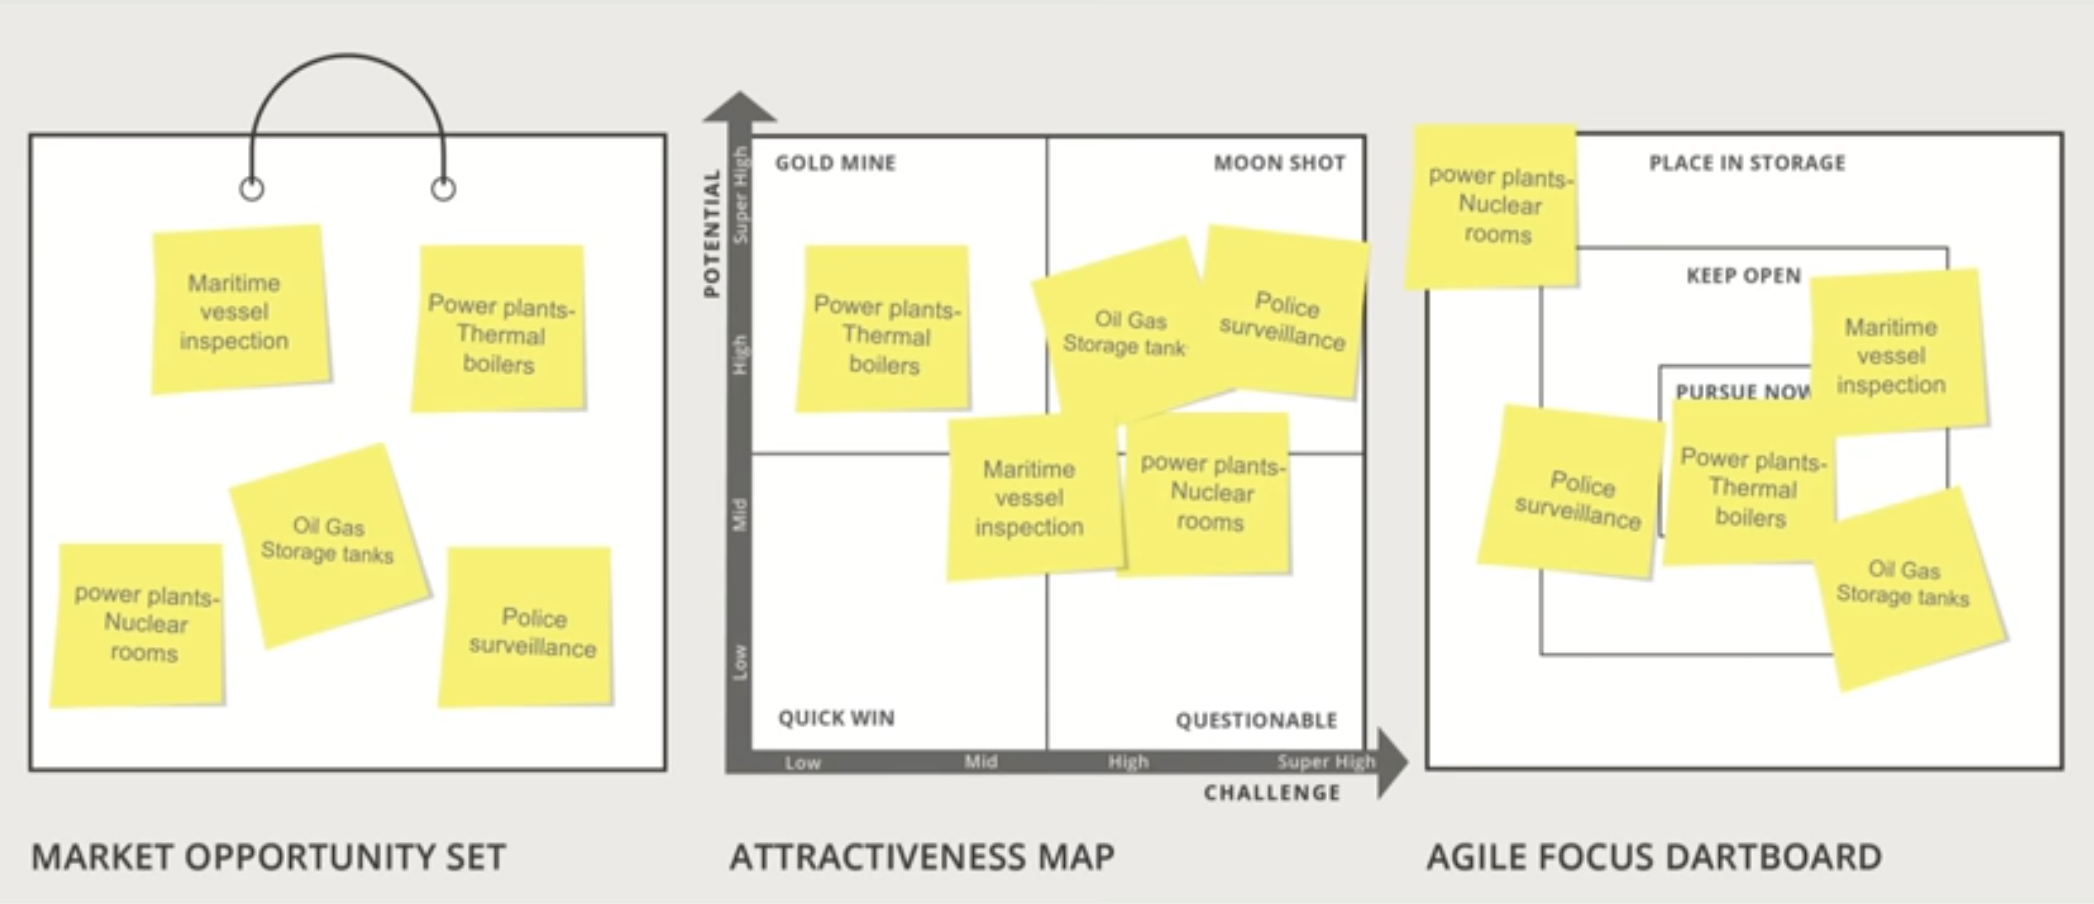 Maritime
vessel
inspection
Power plants-
Thermal
boilers
Oil Gas
Storage tanks
power plants-
Nuclear
rooms
Police
surveillance
MARKET OPPORTUNITY SET
POTENTIAL
Super High
High
Mid
Low
GOLD MINE
MOON SHOT
Power plants-
Thermal
boilers
Oil Gas
Storage tank
Police
surveillance
Maritime
vessel
inspection
power plants-
Nuclear
rooms
QUICK WIN
QUESTIONABLE
Low
Mid
High
Super High
CHALLENGE
ATTRACTIVENESS MAP
power plants-
Nuclear
rooms
PLACE IN STORAGE
KEEP OPEN
Maritime
vessel
inspection
PURSUE NOW
Police
surveillance
Power plants-
Thermal
boilers
Oil Gas
Storage tanks
AGILE FOCUS DARTBOARD